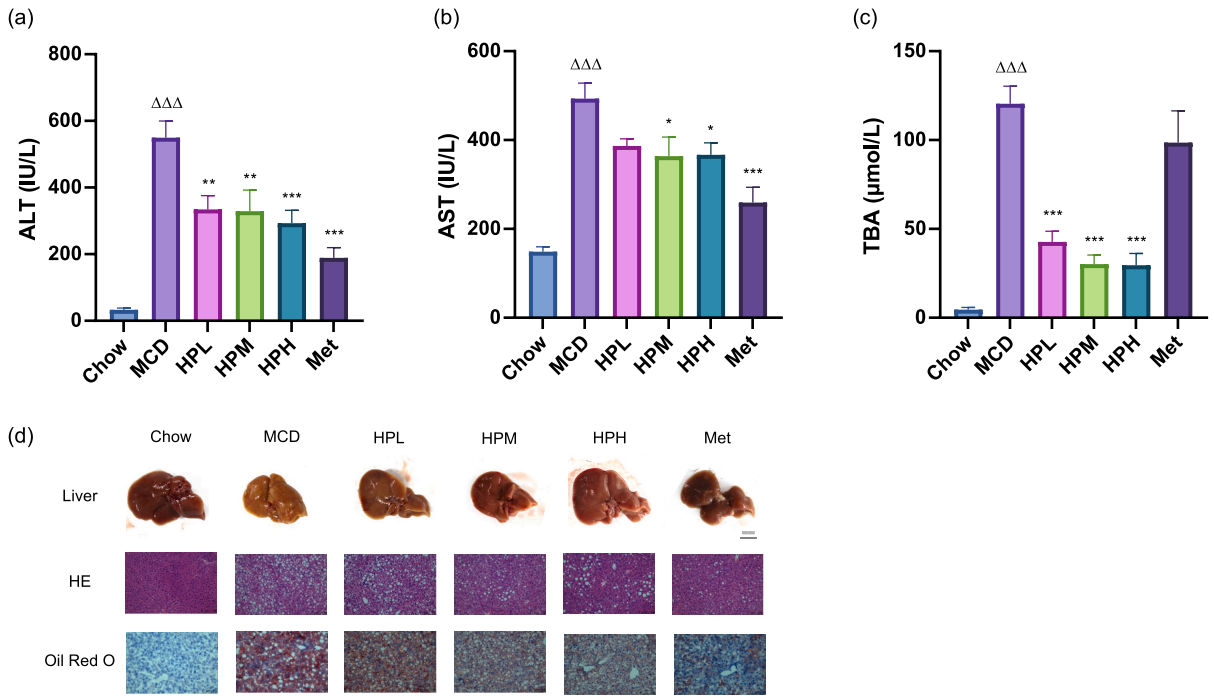 (a)
800
600
400
200
0
ALT (IU/L)
ΔΔΔ
**
**
***
***
Chow
MCD
HPL
HPM
HPH
Met
(b)
600
400
200
0
AST (IU/L)
ΔΔΔ
*
*
***
Chow
MCD
HPL
HPM
HPH
Met
(c)
150
100
50
0
TBA (μmol/L)
ΔΔΔ
***
***
***
Chow
MCD
HPL
HPM
HPH
Met
(d)
Chow MCD HPL HPM HPH Met
Liver
HE
Oil Red O